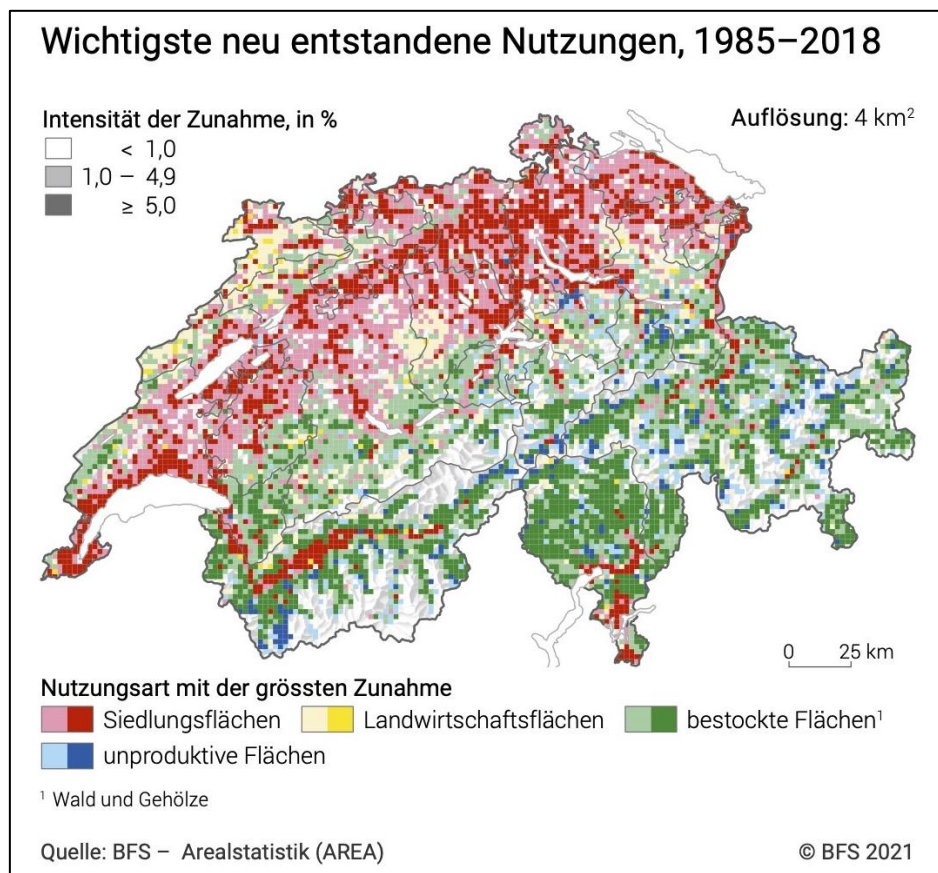 Wichtigste neu entstandene Nutzungen, 1985–2018
Intensität der Zunahme, in %
< 1,0
1,0 – 4,9
≥ 5,0
Auflösung: 4 km²
0 25 km
Nutzungsart mit der grössten Zunahme
Siedlungsflächen Landwirtschaftsflächen bestockte Flächen¹
unproduktive Flächen
¹ Wald und Gehölze
Quelle: BFS – Arealstatistik (AREA) © BFS 2021